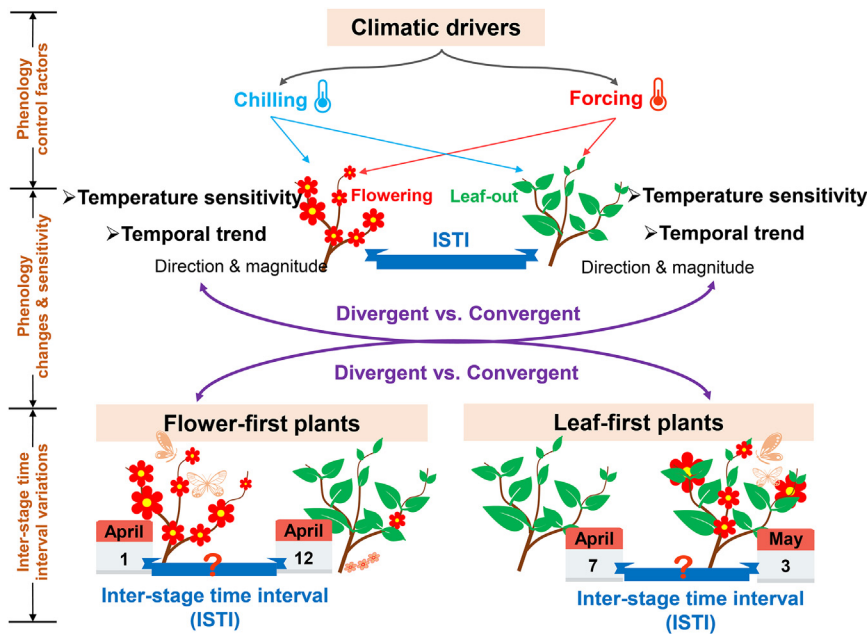 Climatic drivers
Phenology
control factors
Chilling
Forcing
➢Temperature sensitivity
Flowering
Leaf-out
➢Temperature sensitivity
➢Temporal trend
ISTI
➢Temporal trend
Direction & magnitude
Direction & magnitude
Phenology
changes & sensitivity
Divergent vs. Convergent
Divergent vs. Convergent
Flower-first plants
Leaf-first plants
Inter-stage time
interval variations
April
1
?
April
12
April
7
?
May
3
Inter-stage time interval
(ISTI)
Inter-stage time interval
(ISTI)